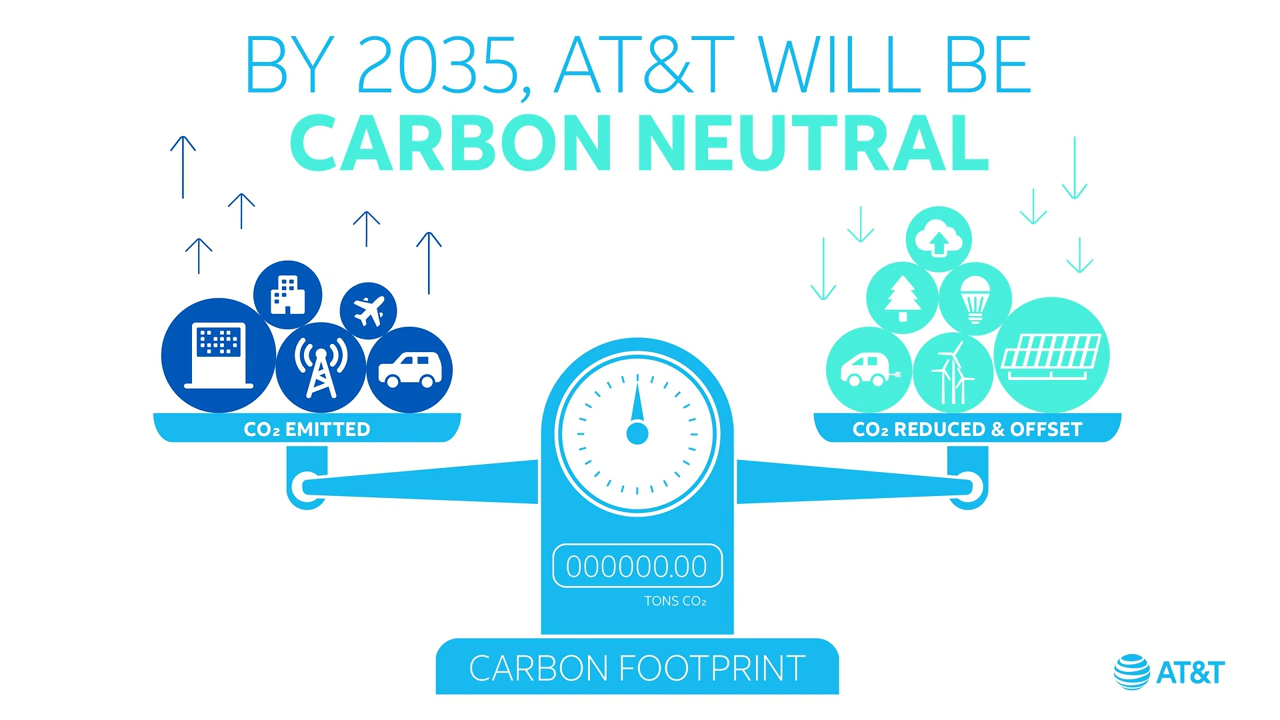 BY 2035, AT&T WILL BE
CARBON NEUTRAL
CO₂ EMITTED
CO₂ REDUCED & OFFSET
000000.00
TONS CO₂
CARBON FOOTPRINT
AT&T